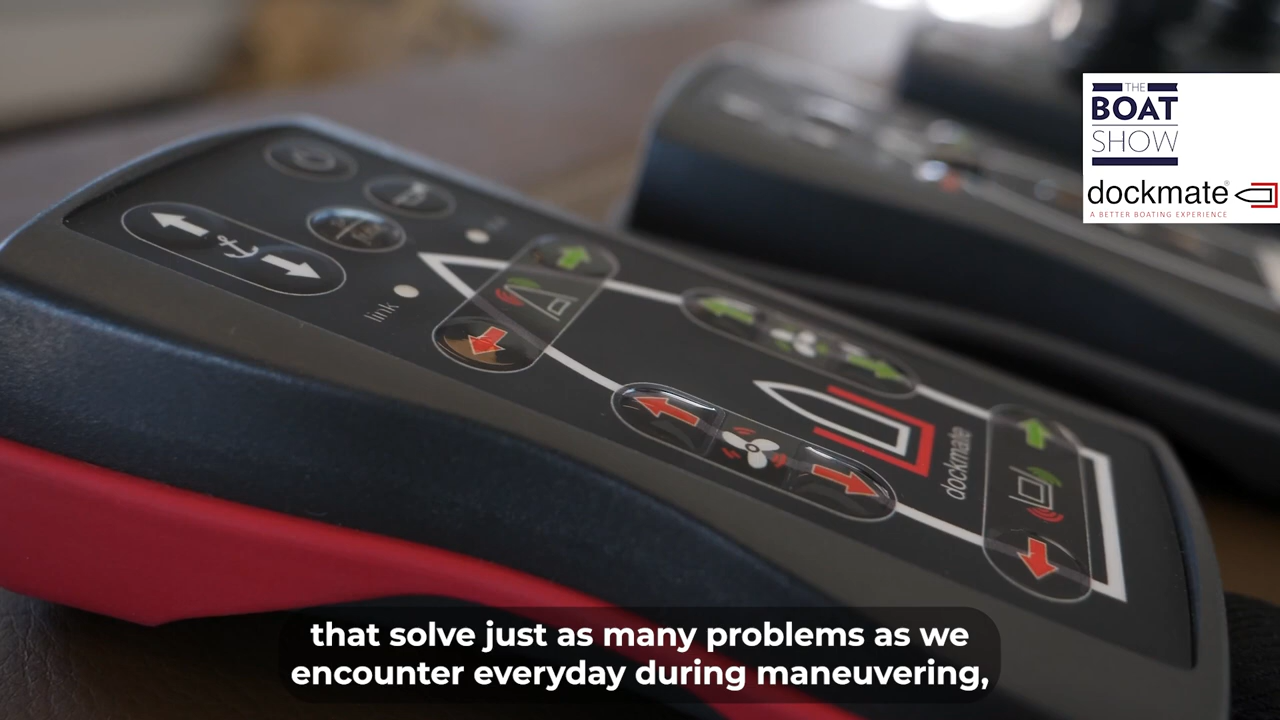 THE
BOAT
SHOW
dockmate®
A BETTER BOATING EXPERIENCE
link
dockmate
that solve just as many problems as we
encounter everyday during maneuvering,